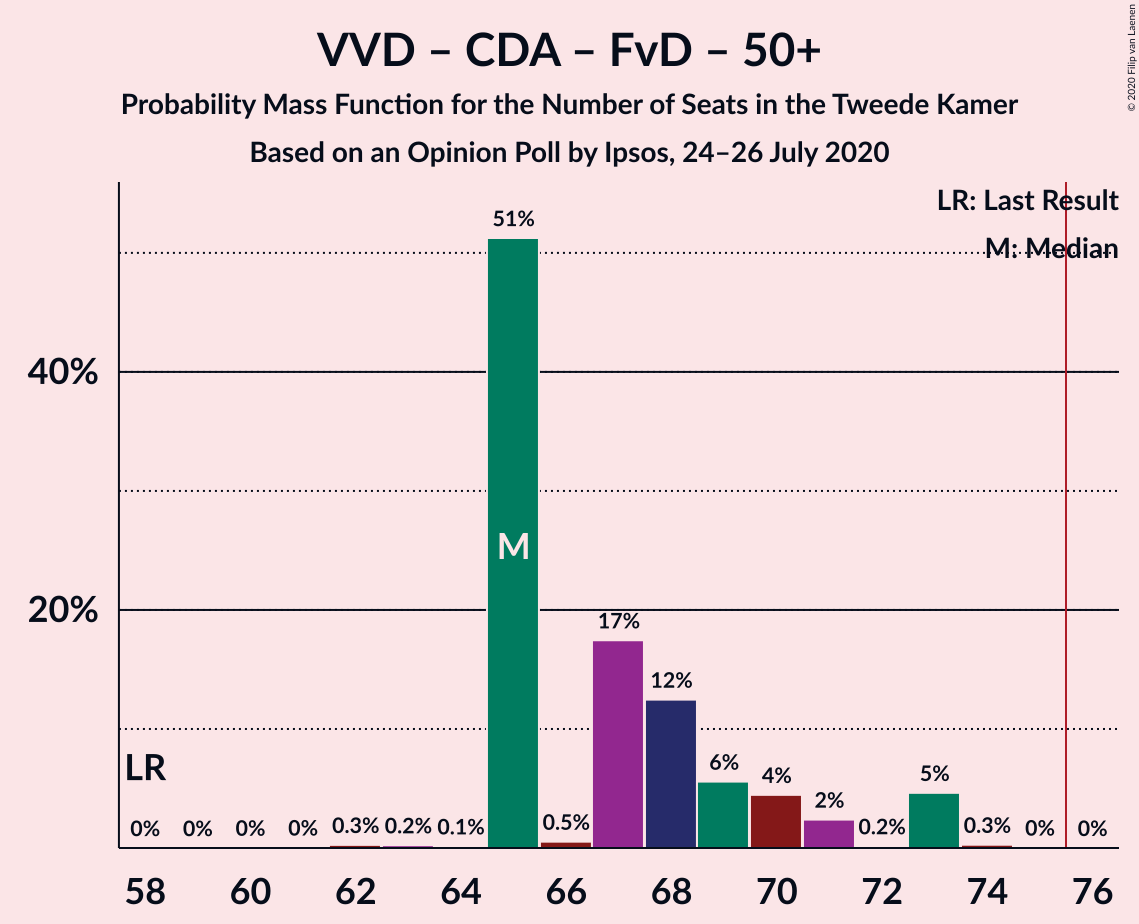 VVD – CDA – FvD – 50+
Probability Mass Function for the Number of Seats in the Tweede Kamer
Based on an Opinion Poll by Ipsos, 24–26 July 2020
© 2020 Filip van Laenen
LR: Last Result
M: Median
51%
40%
M
20%
17%
12%
LR
6%
4%
2%
5%
0% 0% 0% 0% 0.3% 0.2% 0.1% 0.5% 0.2% 0.3% 0% 0%
58 60 62 64 66 68 70 72 74 76